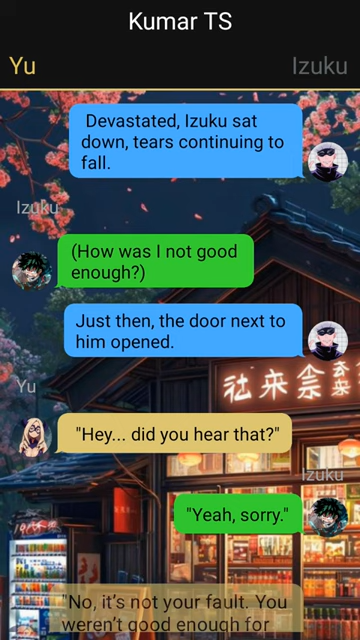 Kumar TS
Yu
Izuku
Devastated, Izuku sat
down, tears continuing to
fall.
Izuku
(How was I not good
enough?)
Just then, the door next to
him opened.
Yu
"Hey... did you hear that?"
Izuku
"Yeah, sorry."
"No, it's not your fault. You
weren't good enough for